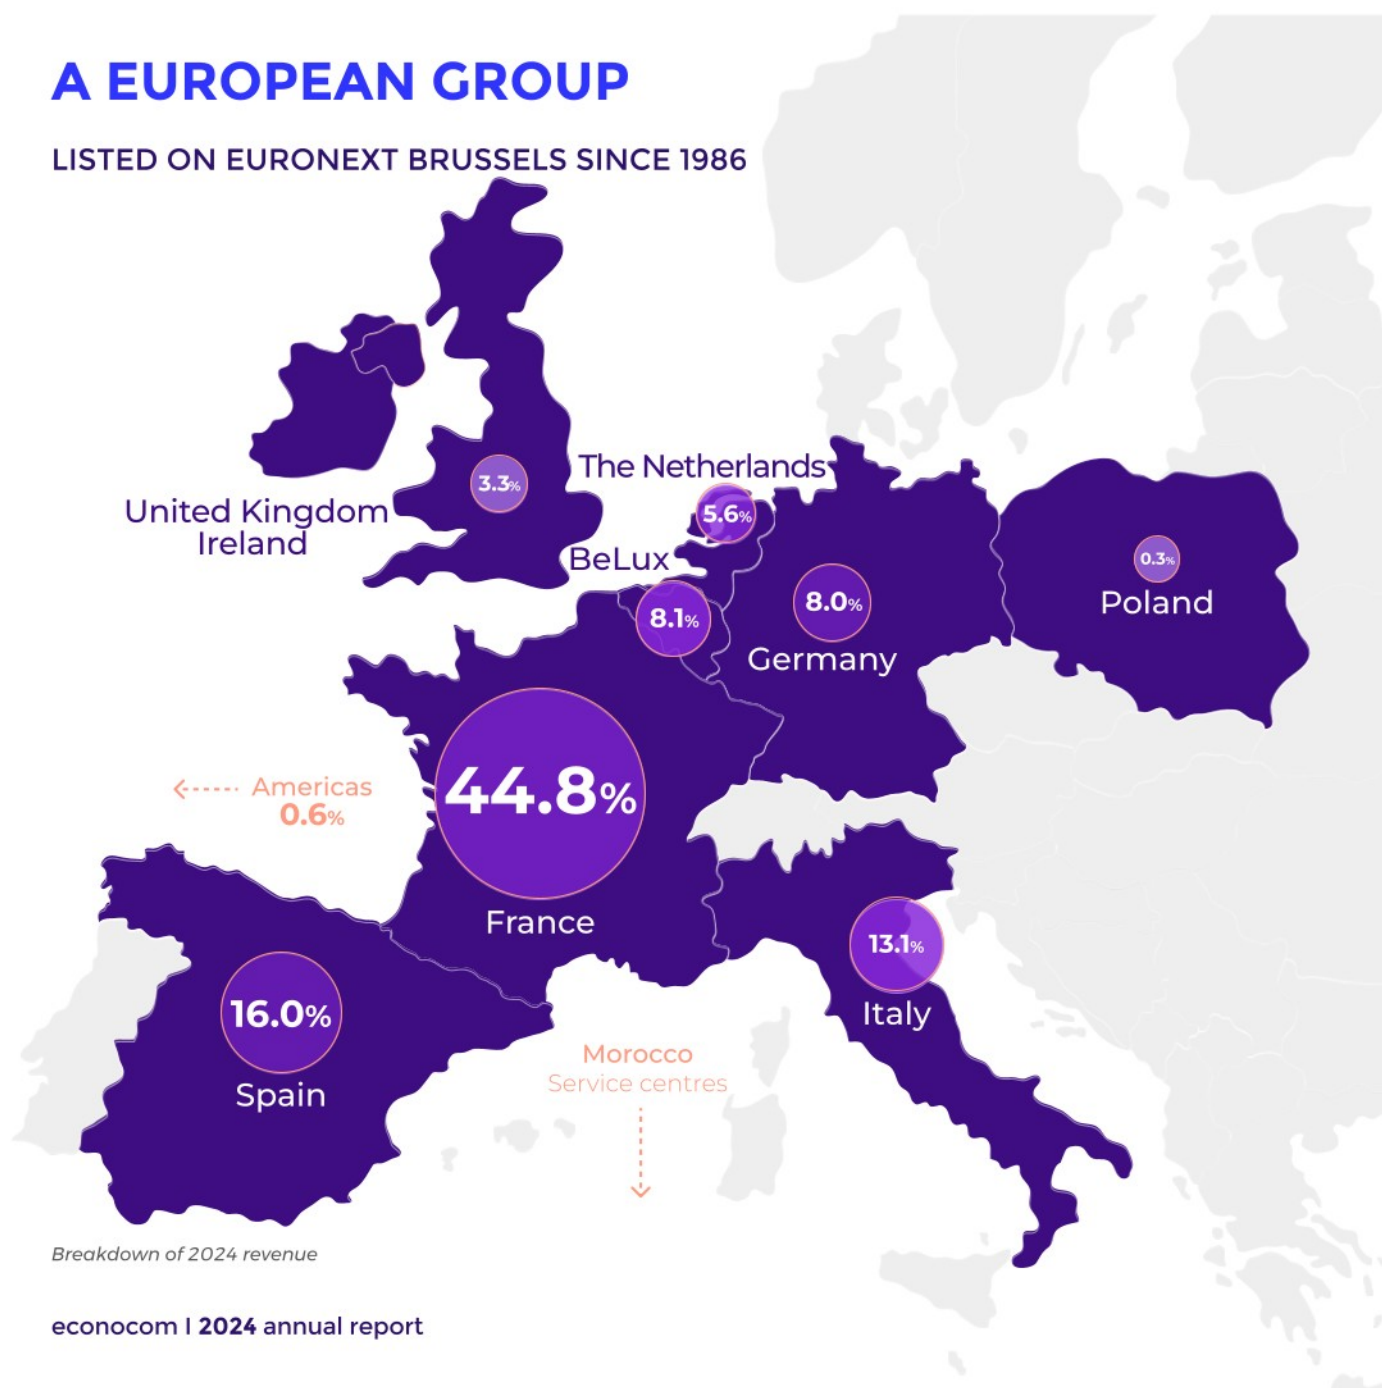 A EUROPEAN GROUP
LISTED ON EURONEXT BRUSSELS SINCE 1986
The Netherlands
3.3%
5.6%
United Kingdom
Ireland
BeLux
0.3%
Poland
8.0%
8.1%
Germany
Americas
0.6%
44.8%
France
13.1%
Italy
16.0%
Spain
Morocco
Service centres
Breakdown of 2024 revenue
econocom I 2024 annual report